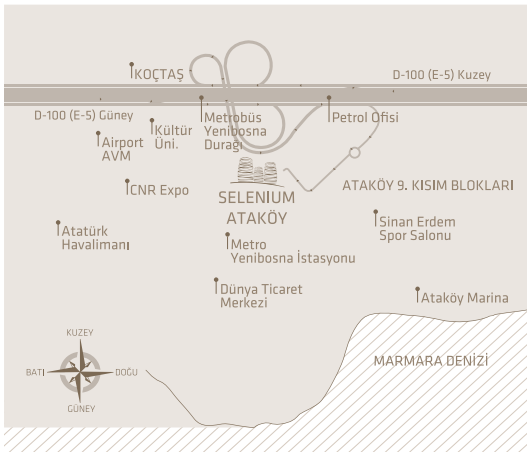 KOÇTAŞ
D-100 (E-5) Kuzey
D-100 (E-5) Güney
Metrobüs
Yenibosna
Durağı
Petrol Ofisi
Kültür
Üni.
Airport
AVM
CNR Expo
SELENIUM
ATAKÖY
ATAKÖY 9. KISIM BLOKLARI
Sinan Erdem
Spor Salonu
Atatürk
Havalimanı
Metro
Yenibosna İstasyonu
Dünya Ticaret
Merkezi
Ataköy Marina
KUZEY
BATI
DOĞU
GÜNEY
MARMARA DENİZİ